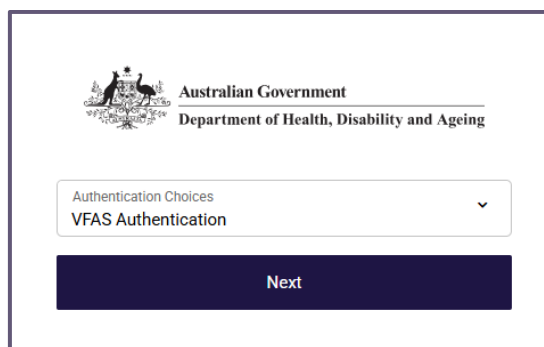 Australian Government
Department of Health, Disability and Ageing
Authentication Choices
VFAS Authentication
Next